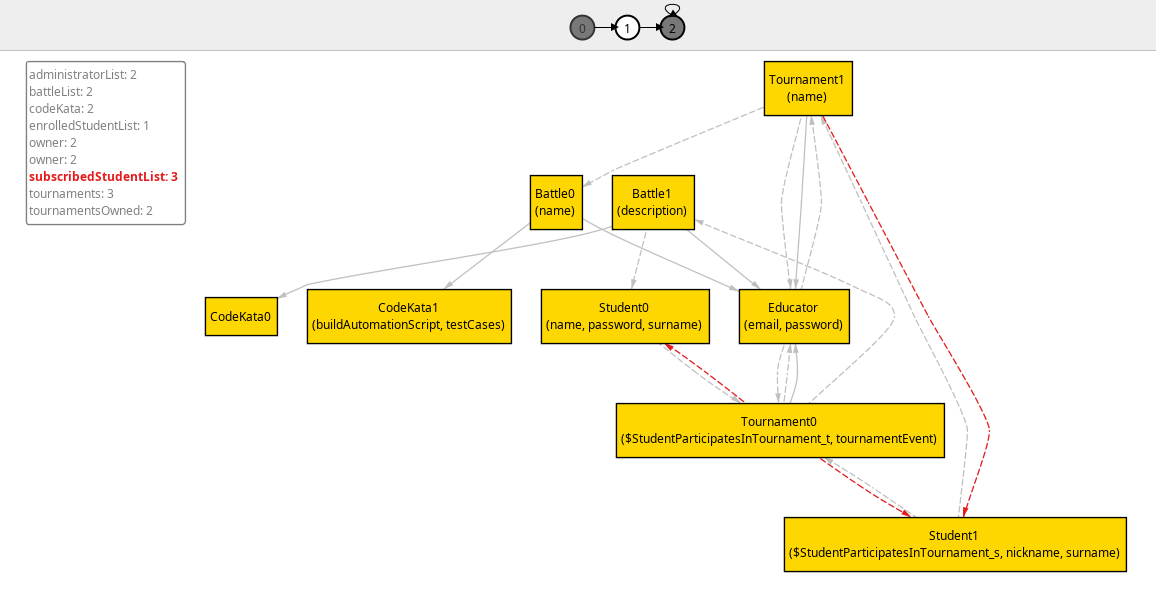 0
1
2
administratorList: 2
battleList: 2
codeKata: 2
enrolledStudentList: 1
owner: 2
owner: 2
subscribedStudentList: 3
tournaments: 3
tournamentsOwned: 2
Tournament1
(name)
Battle0
(name)
Battle1
(description)
CodeKata0
CodeKata1
(buildAutomationScript, testCases)
Student0
(name, password, surname)
Educator
(email, password)
Tournament0
($StudentParticipatesInTournament_t, tournamentEvent)
Student1
($StudentParticipatesInTournament_s, nickname, surname)